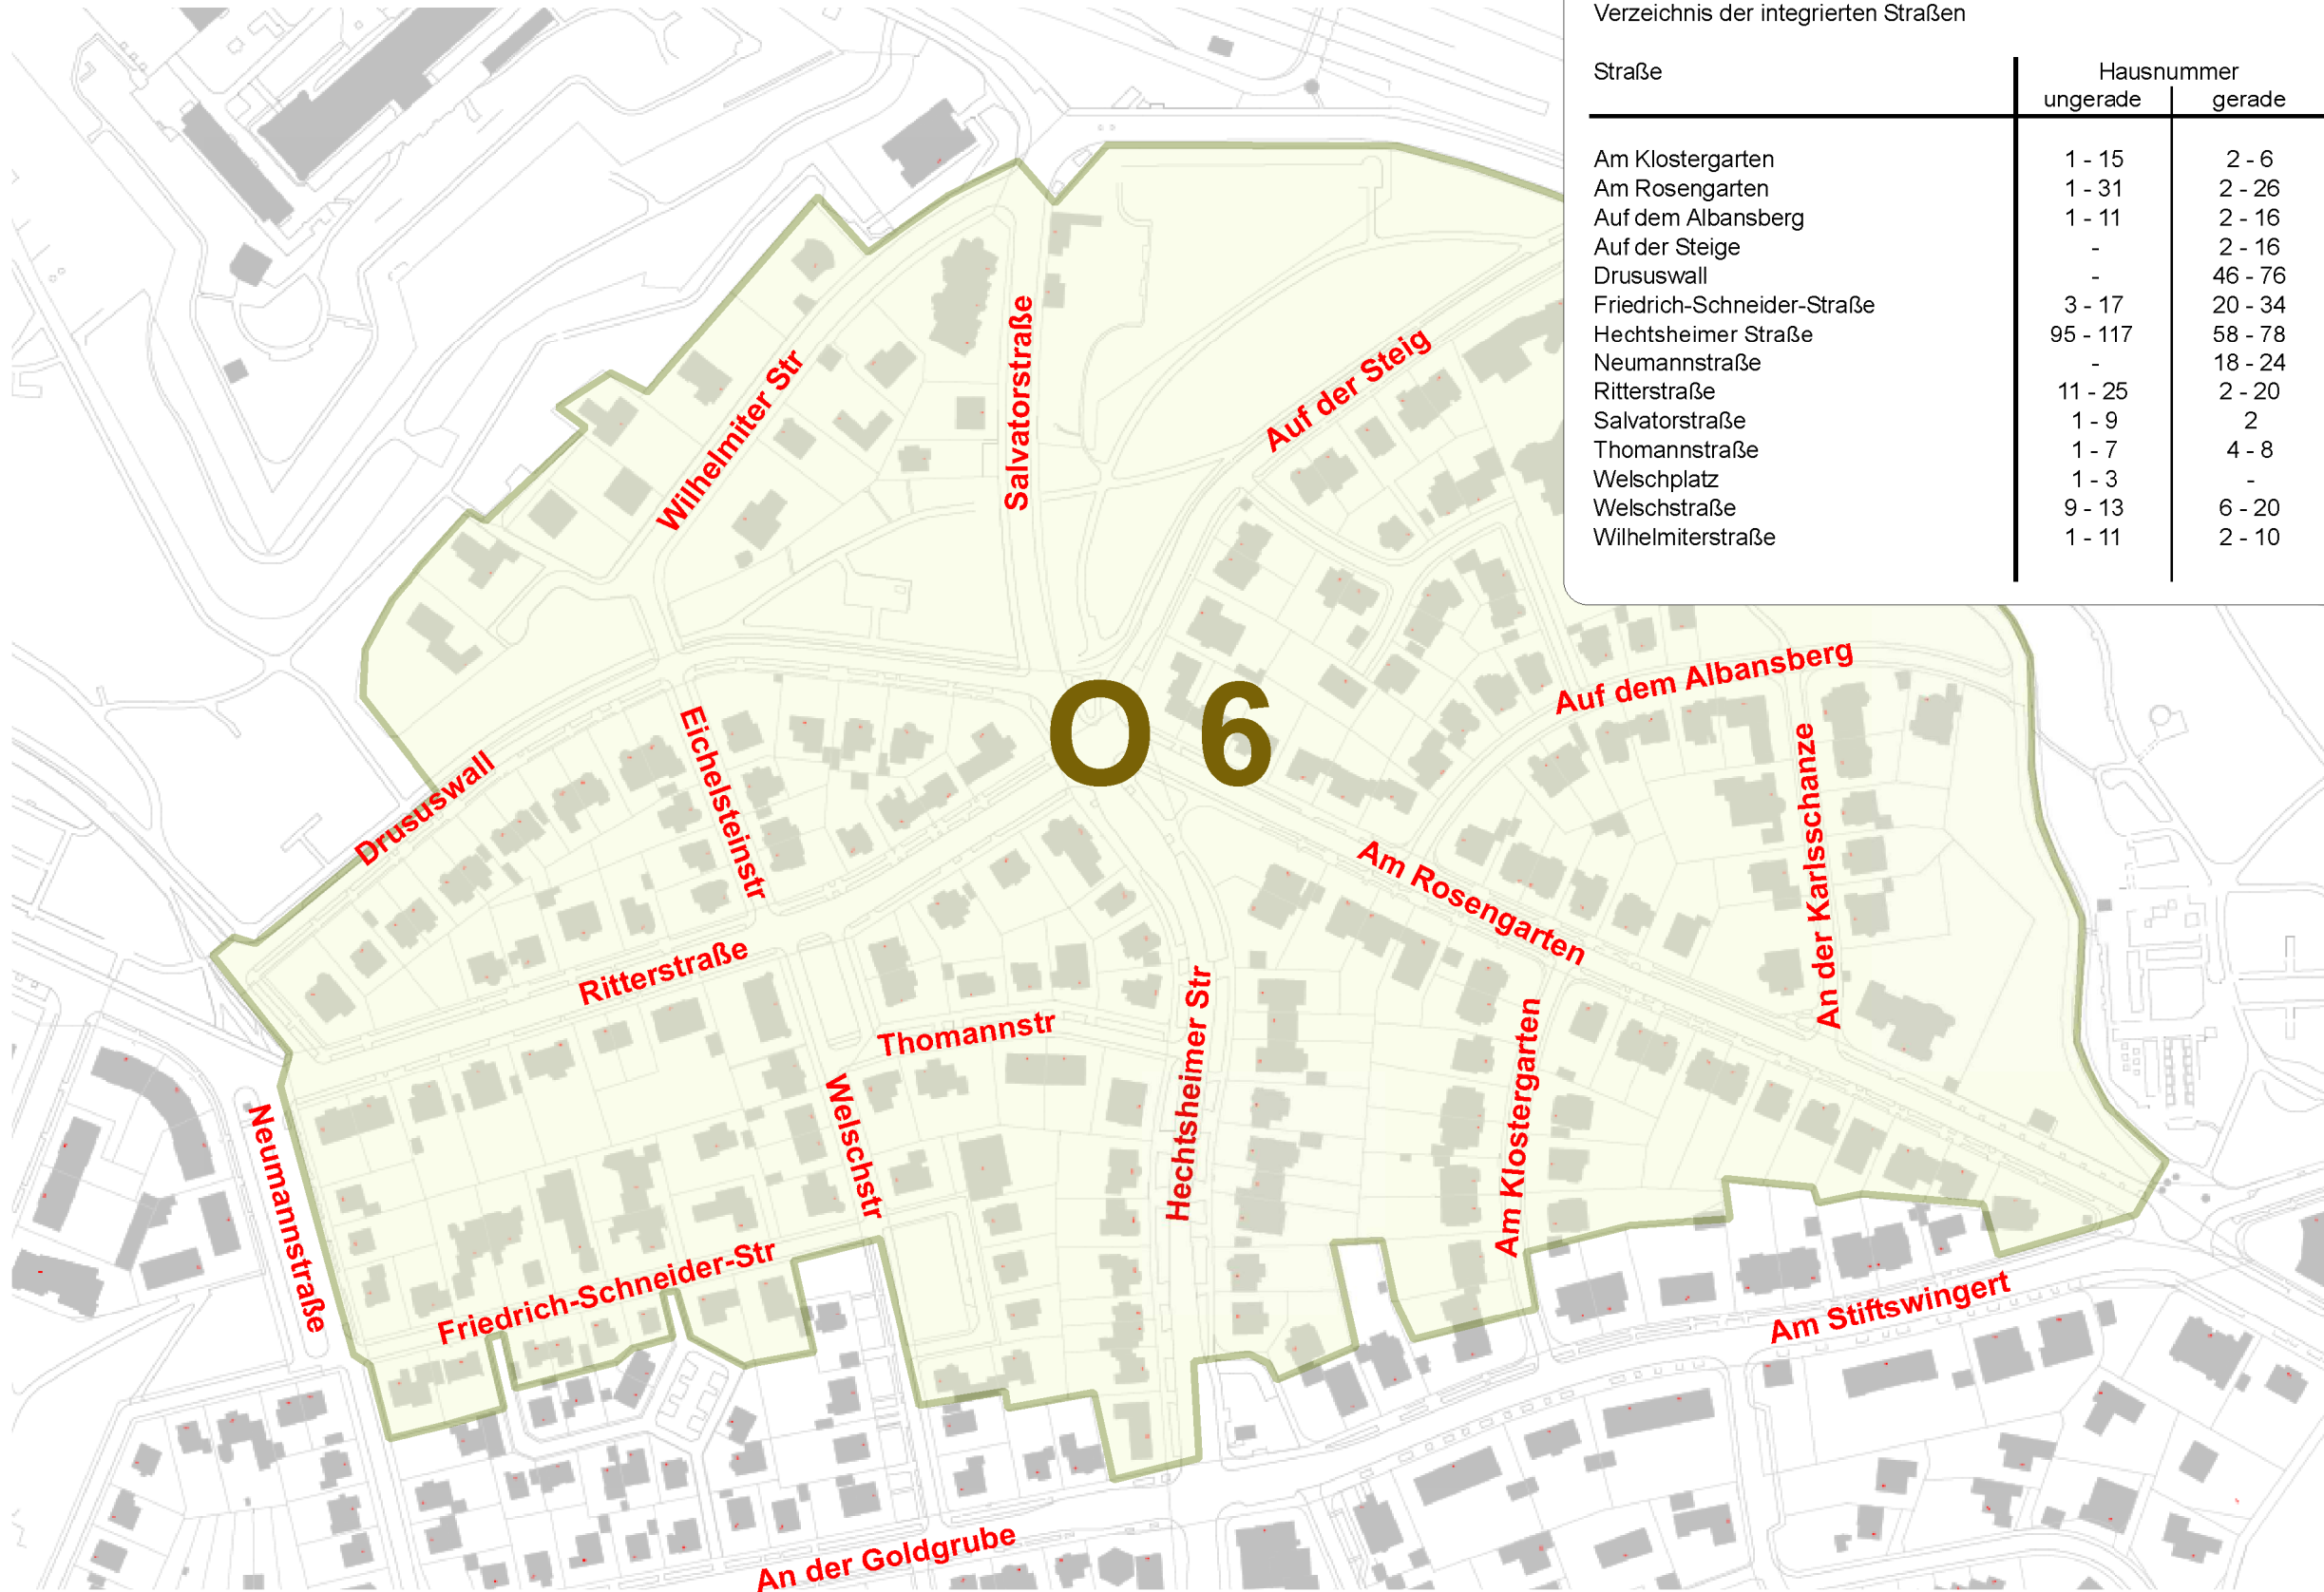 Verzeichnis der integrierten Straßen
Straße Hausnummer
ungerade gerade
Am Klostergarten 1 - 15 2 - 6
Am Rosengarten 1 - 31 2 - 26
Auf dem Albansberg 1 - 11 2 - 16
Auf der Steige - 2 - 16
Drususwall - 46 - 76
Friedrich-Schneider-Straße 3 - 17 20 - 34
Hechtsheimer Straße 95 - 117 58 - 78
Neumannstraße - 18 - 24
Ritterstraße 11 - 25 2 - 20
Salvatorstraße 1 - 9 2
Thomannstraße 1 - 7 4 - 8
Welschplatz 1 - 3 -
Welschstraße 9 - 13 6 - 20
Wilhelmiterstraße 1 - 11 2 - 10
Wilhelmiter Str
Salvatorstraße
Auf der Steig
Auf dem Albansberg
O 6
Eichelsteinstr
Drususwall
An der Karlsschanze
Am Rosengarten
Ritterstraße
Thomannstr
Hechtsheimer Str
Am Klostergarten
Welschstr
Neumannstraße
Friedrich-Schneider-Str
Am Stiftswingert
An der Goldgrube